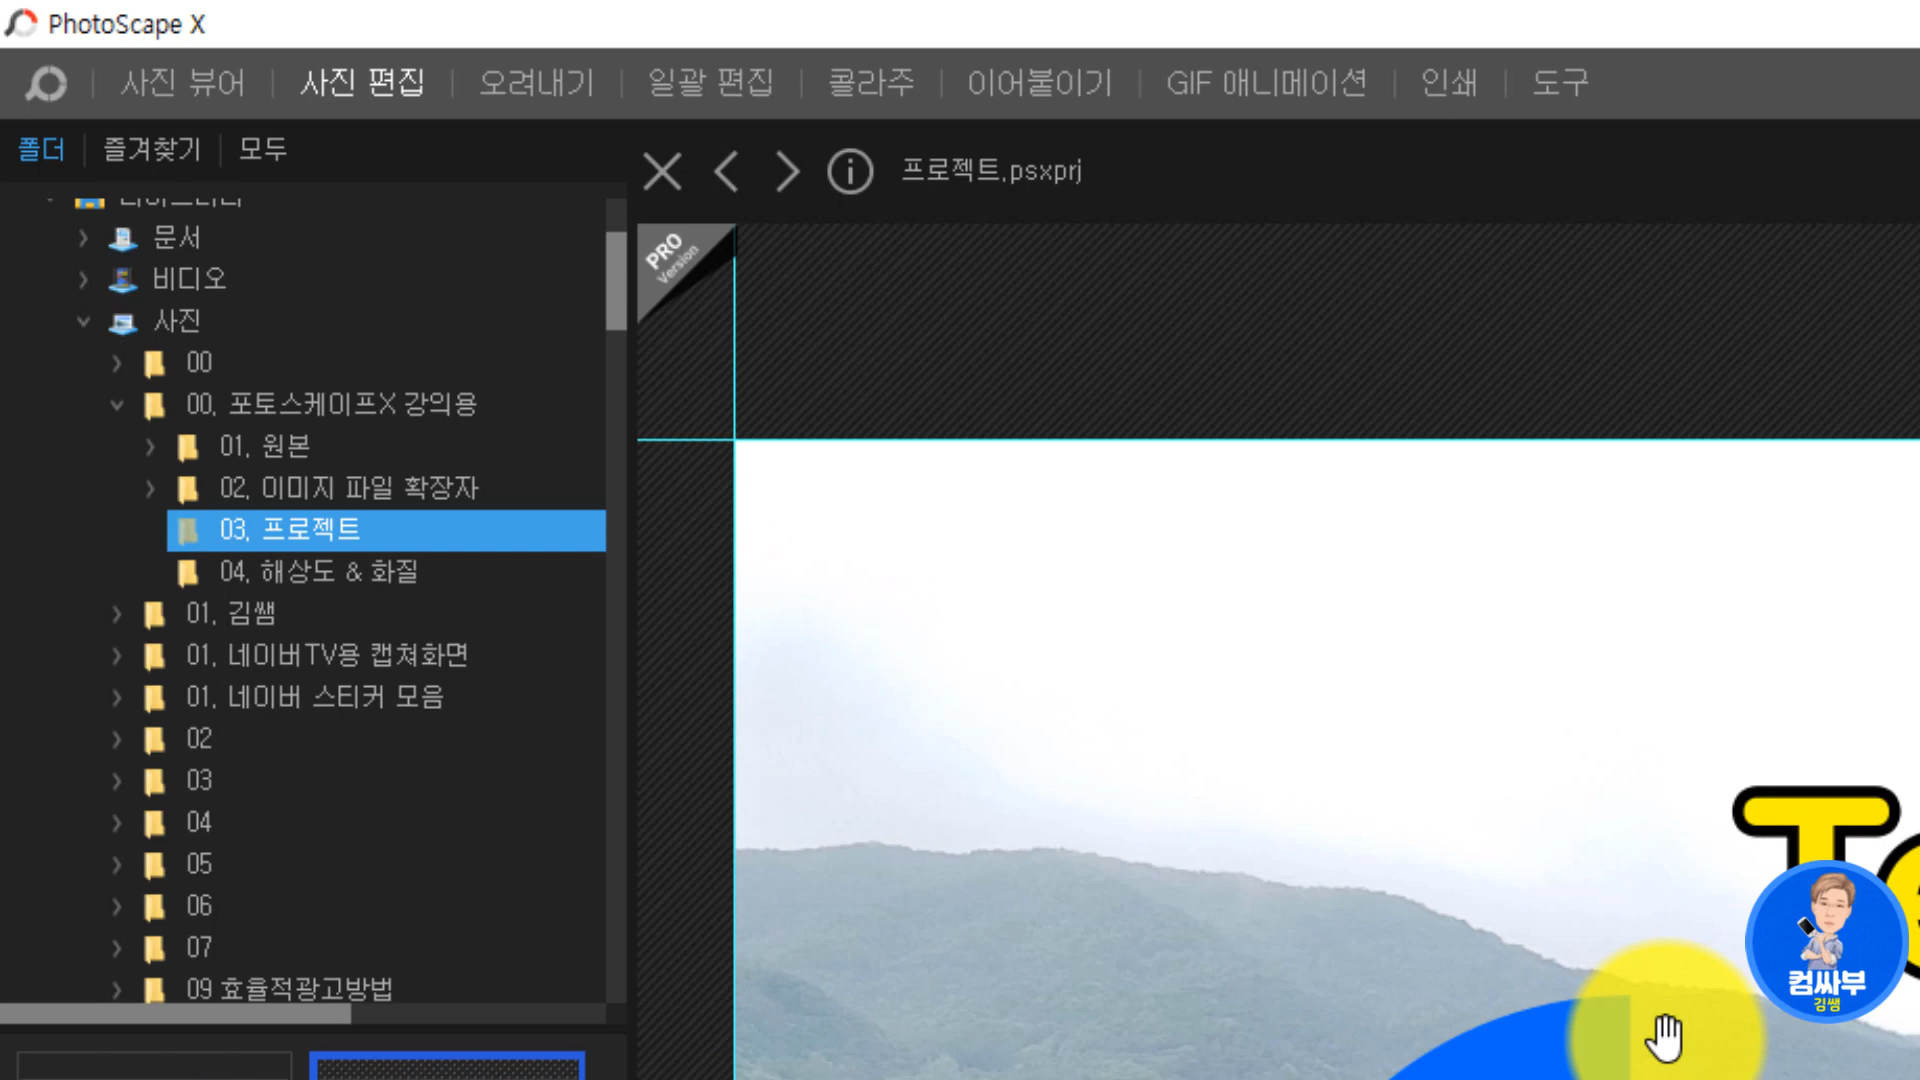 PhotoScape X
사진 뷰어 사진 편집 오려내기 일괄 편집 콜라주 이어붙이기 GIF 애니메이션 인쇄 도구
폴더 즐겨찾기 모두
프로젝트.psxprj
PRO
Version
문서
비디오
사진
00
00. 포토스케이프X 강의용
01. 원본
02. 이미지 파일 확장자
03. 프로젝트
04. 해상도 & 화질
01. 김쌤
01. 네이버TV용 캡쳐화면
01. 네이버 스티커 모음
02
03
04
05
06
07
09 효율적광고방법
컴싸부
김쌤